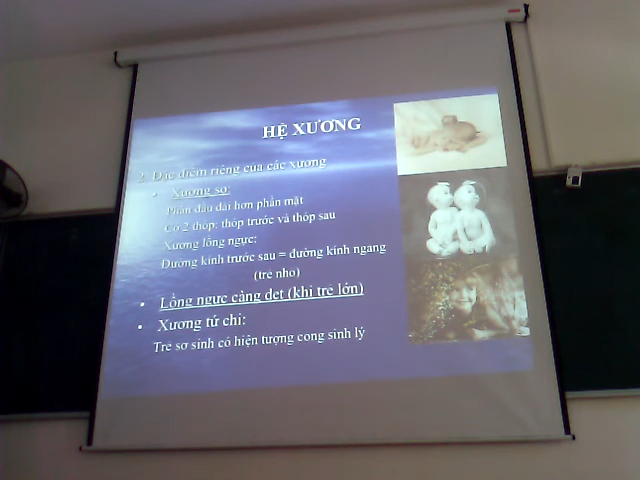 HỆ XƯƠNG
2. Đặc điểm riêng của các xương
• Xương sọ:
Phần đầu dài hơn phần mặt
Có 2 thóp: thóp trước và thóp sau
Xương lồng ngực:
Đường kính trước sau = đường kính ngang
(trẻ nhỏ)
• Lồng ngực càng dẹt (khi trẻ lớn)
• Xương tứ chi:
Trẻ sơ sinh có hiện tượng cong sinh lý